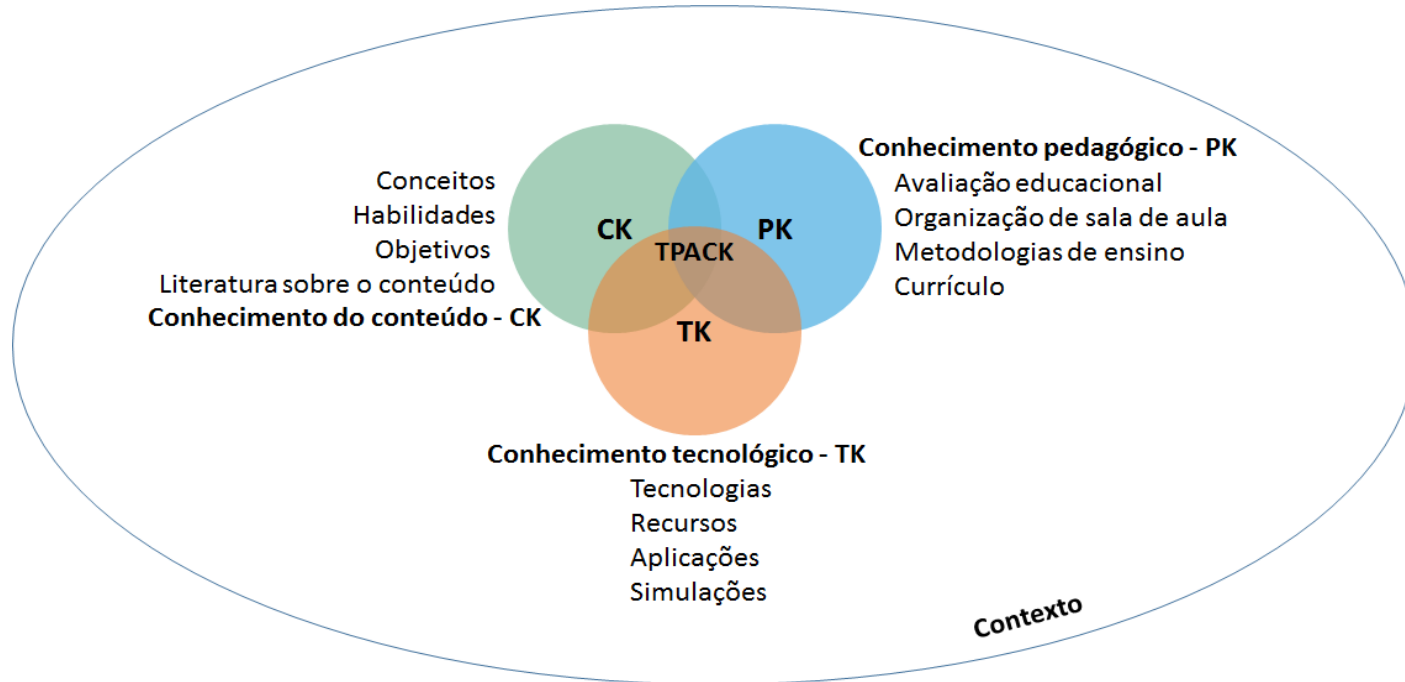 Conceitos
Habilidades
Objetivos
Literatura sobre o conteúdo
Conhecimento do conteúdo - CK
CK
PK
TPACK
TK
Conhecimento pedagógico - PK
Avaliação educacional
Organização de sala de aula
Metodologias de ensino
Currículo
Conhecimento tecnológico - TK
Tecnologias
Recursos
Aplicações
Simulações
Contexto